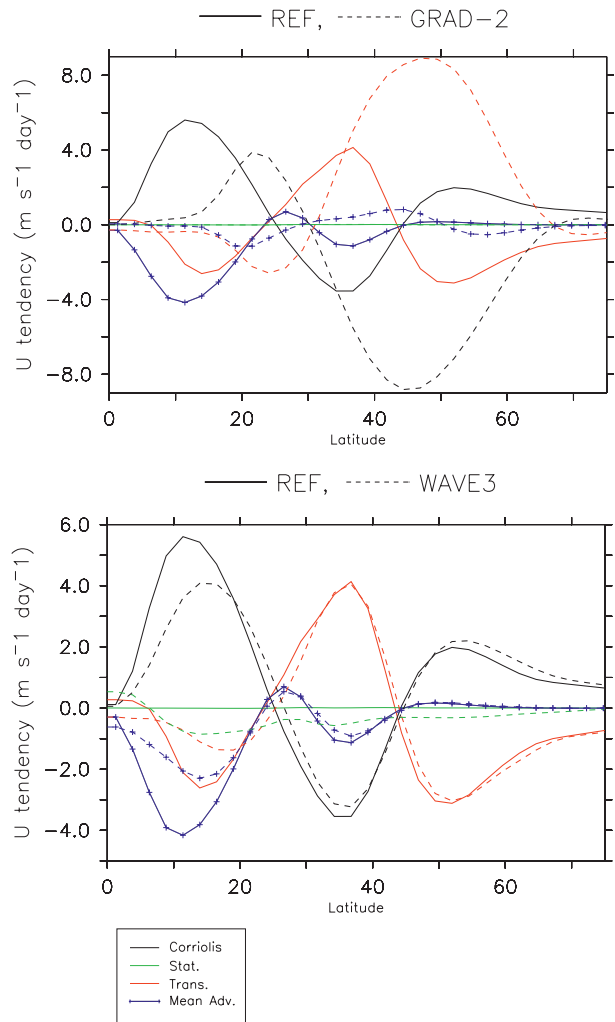 REF, GRAD-2
8.0
4.0
0.0
-4.0
-8.0
U tendency (m s−1 day−1)
0 20 40 60
Latitude
REF, WAVE3
6.0
4.0
2.0
0.0
-2.0
-4.0
U tendency (m s−1 day−1)
0 20 40 60
Latitude
Corriolis
Stat.
Trans.
Mean Adv.